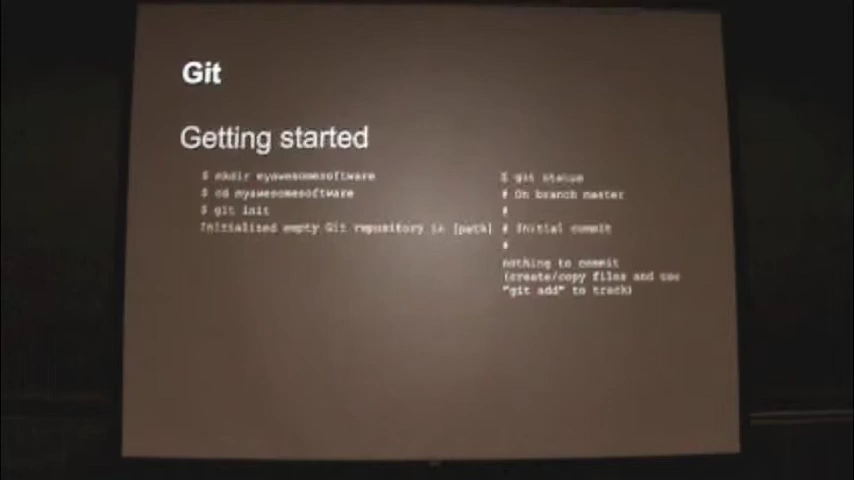 Git
Getting started
$ mkdir myawesomesoftware
$ cd myawesomesoftware
$ git init
Initialised empty Git repository in [path]
$ git status
# On branch master
#
# Initial commit
#
nothing to commit
(create/copy files and use
"git add" to track)